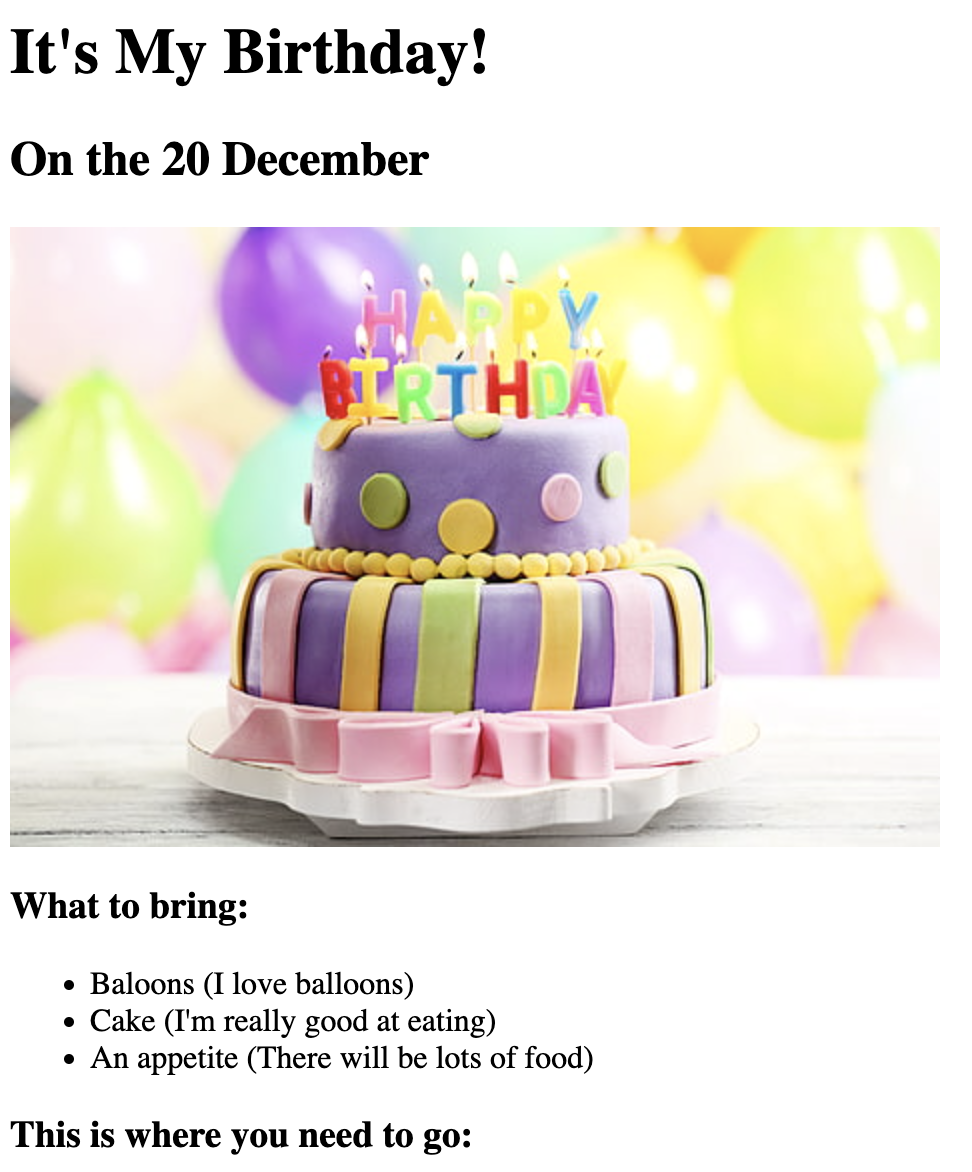 It's My Birthday!
On the 20 December
HAPPY
BIRTHDAY
What to bring:
Baloons (I love balloons)
Cake (I'm really good at eating)
An appetite (There will be lots of food)
This is where you need to go: